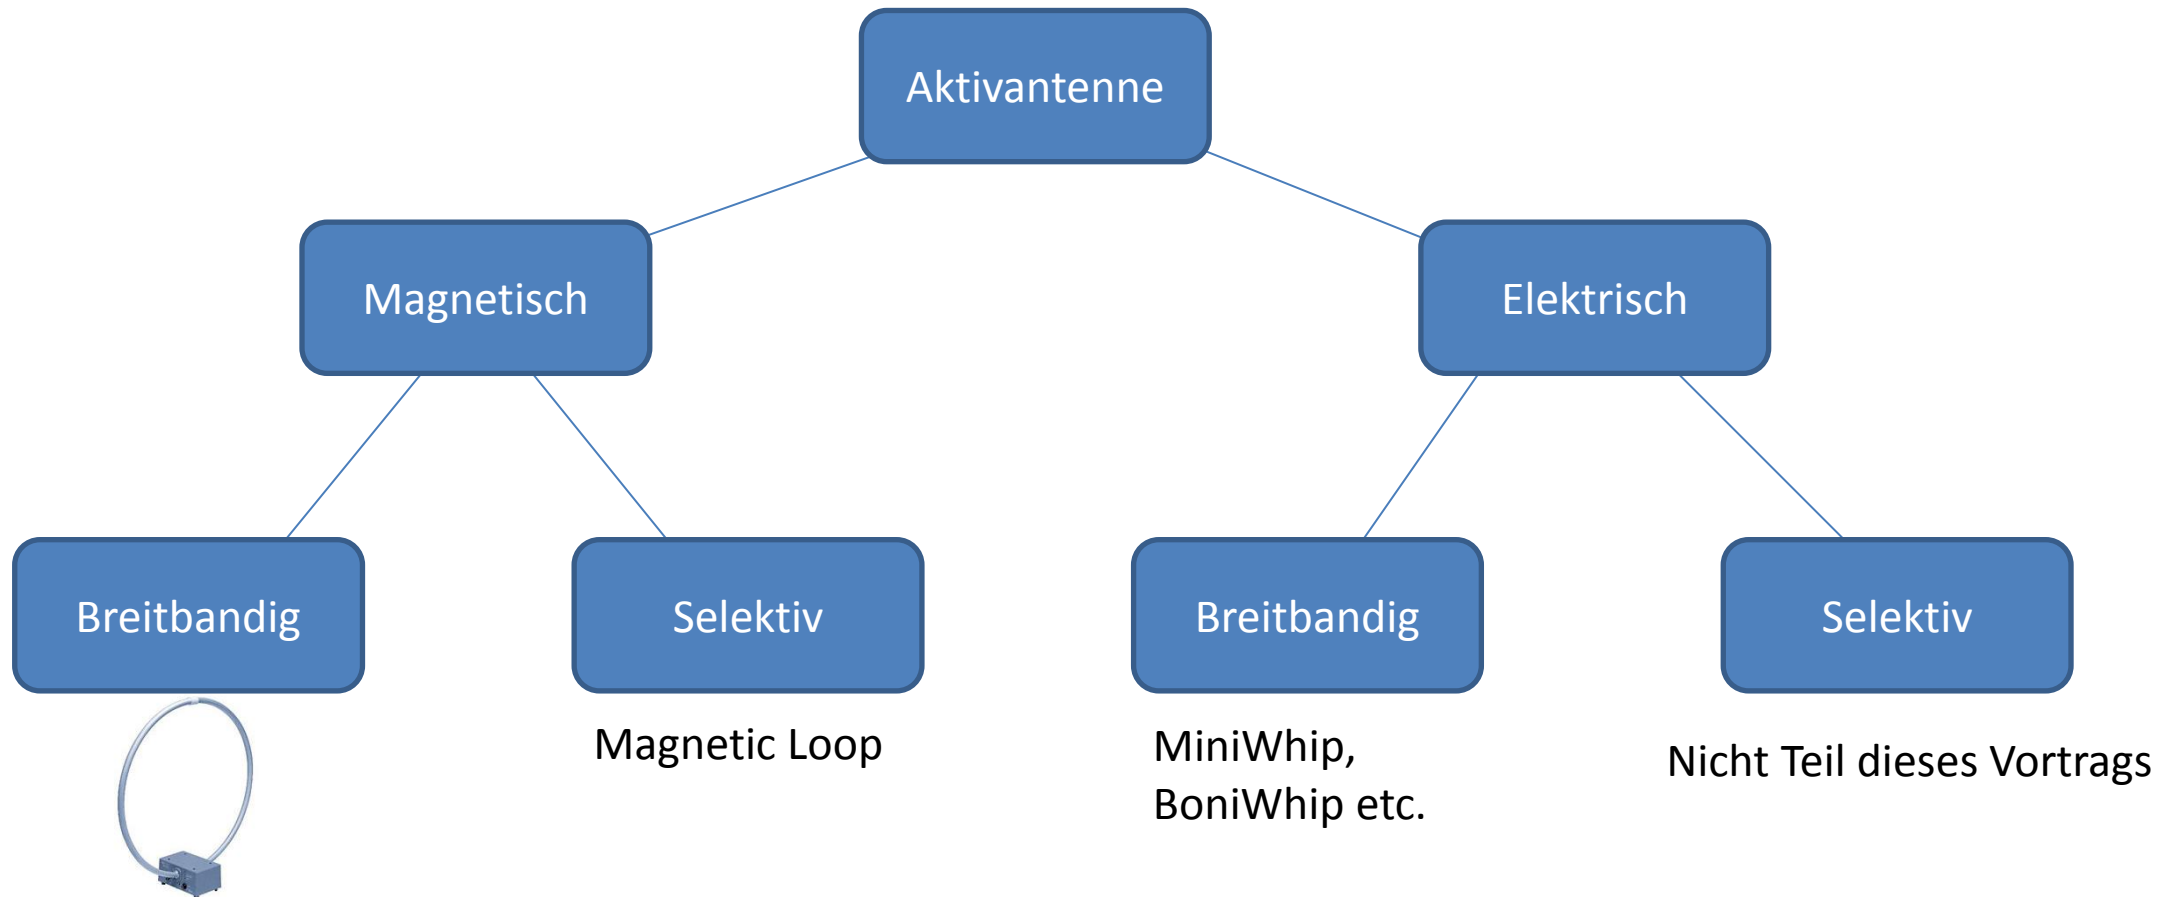 Aktivantenne
Magnetisch
Elektrisch
Breitbandig
Selektiv
Breitbandig
Selektiv
Magnetic Loop
MiniWhip,
BoniWhip etc.
Nicht Teil dieses Vortrags